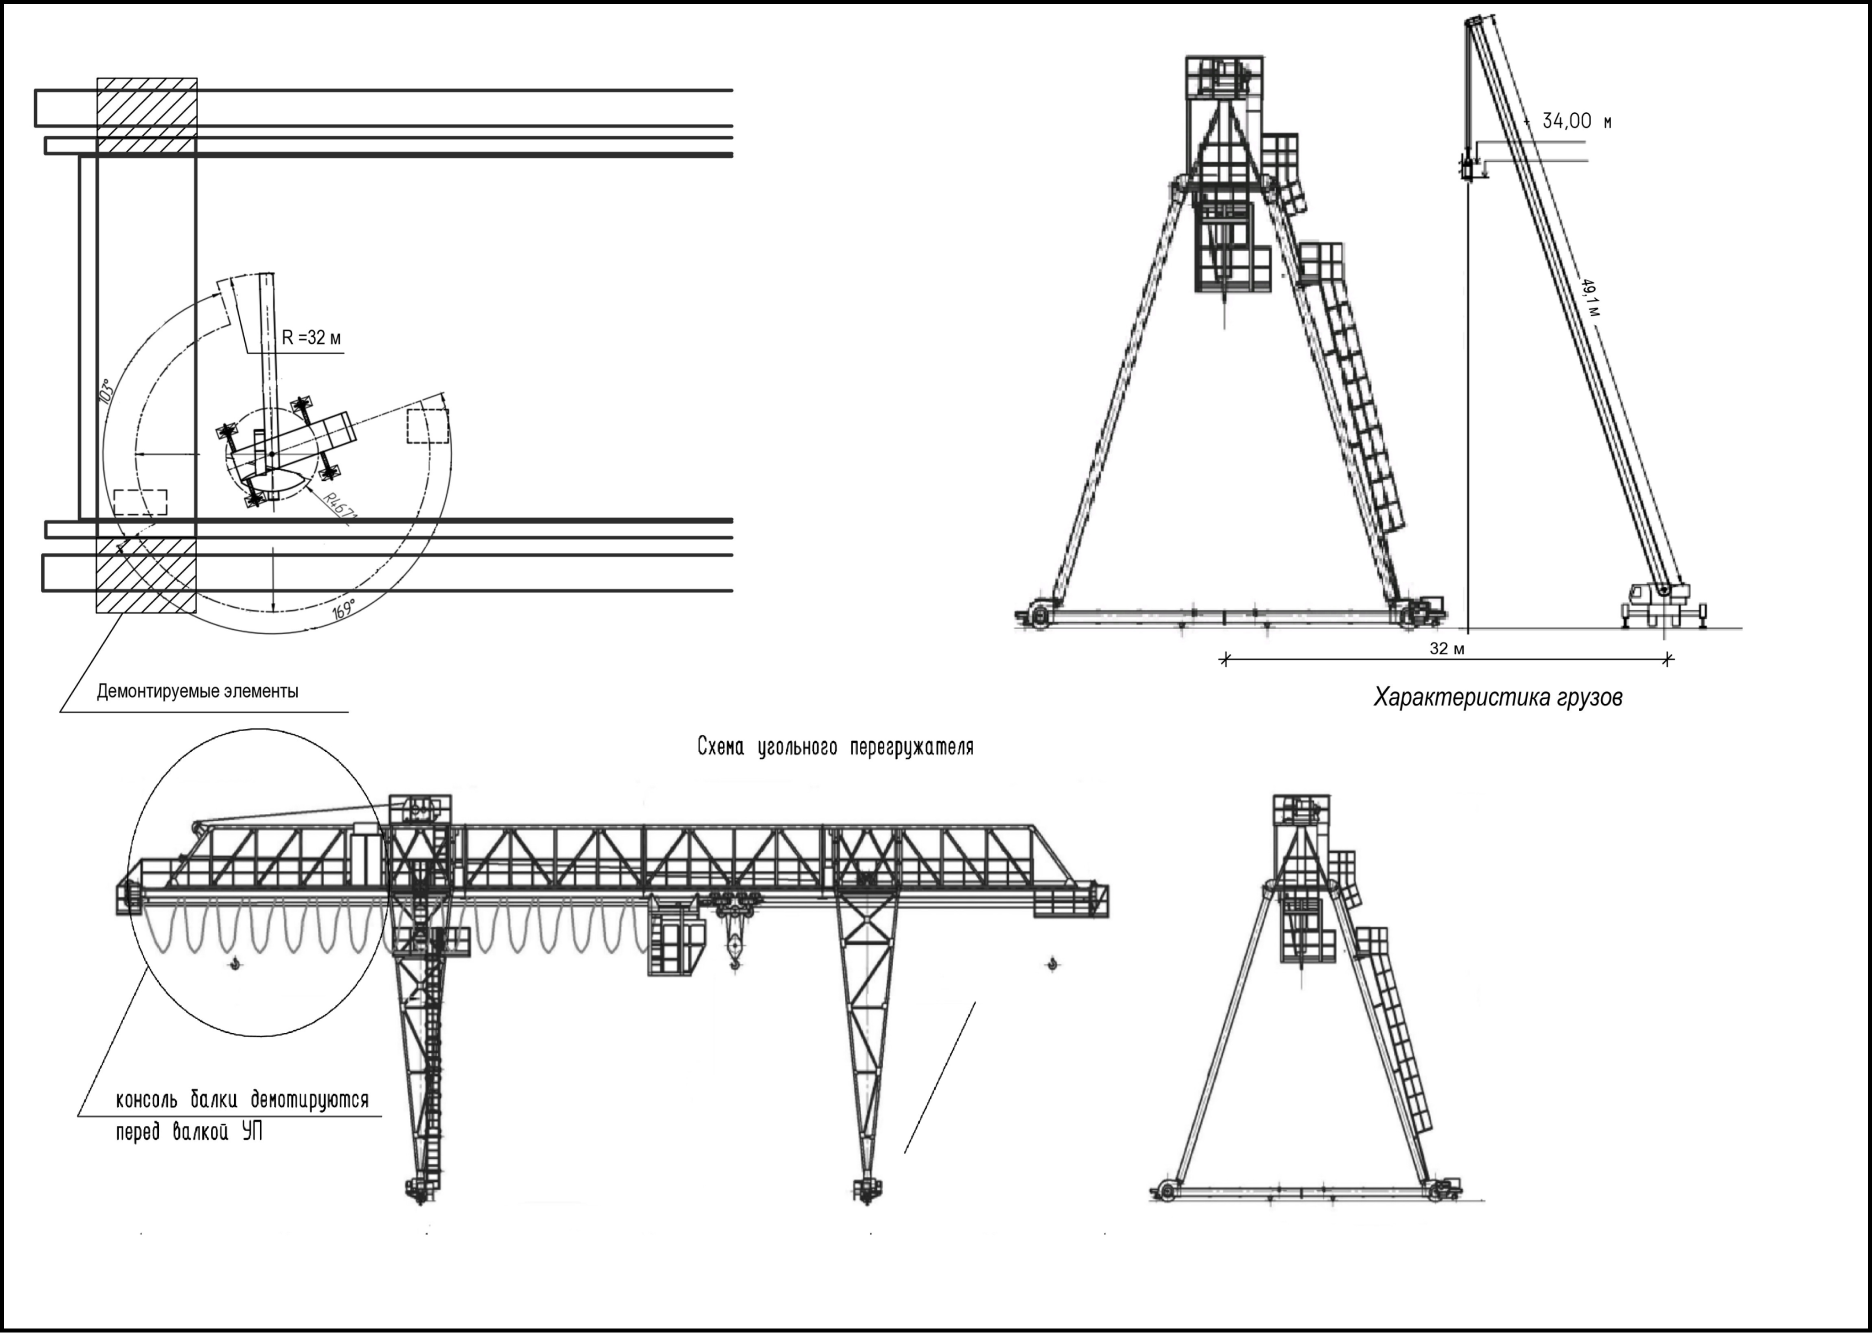 34,00 м
49,1 м
R =32 м
103°
R4671
169°
32 м
Демонтируемые элементы
Характеристика грузов
Схема угольного перегружателя
консоль балки демотируются
перед валкой УП